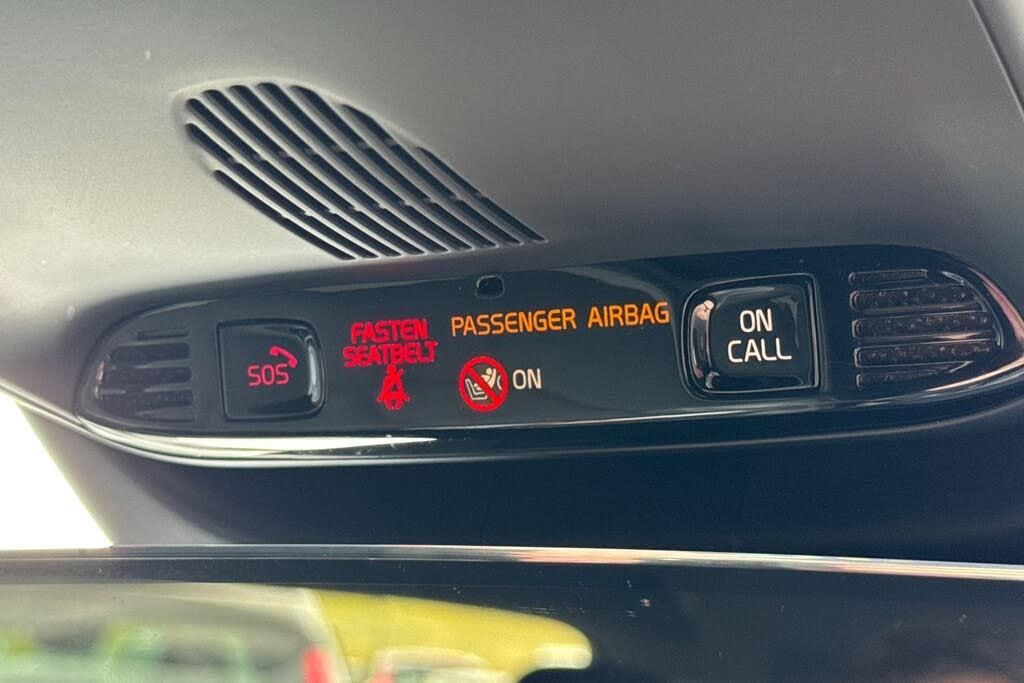 SOS
FASTEN
SEATBELT
PASSENGER AIRBAG
ON
ON
CALL